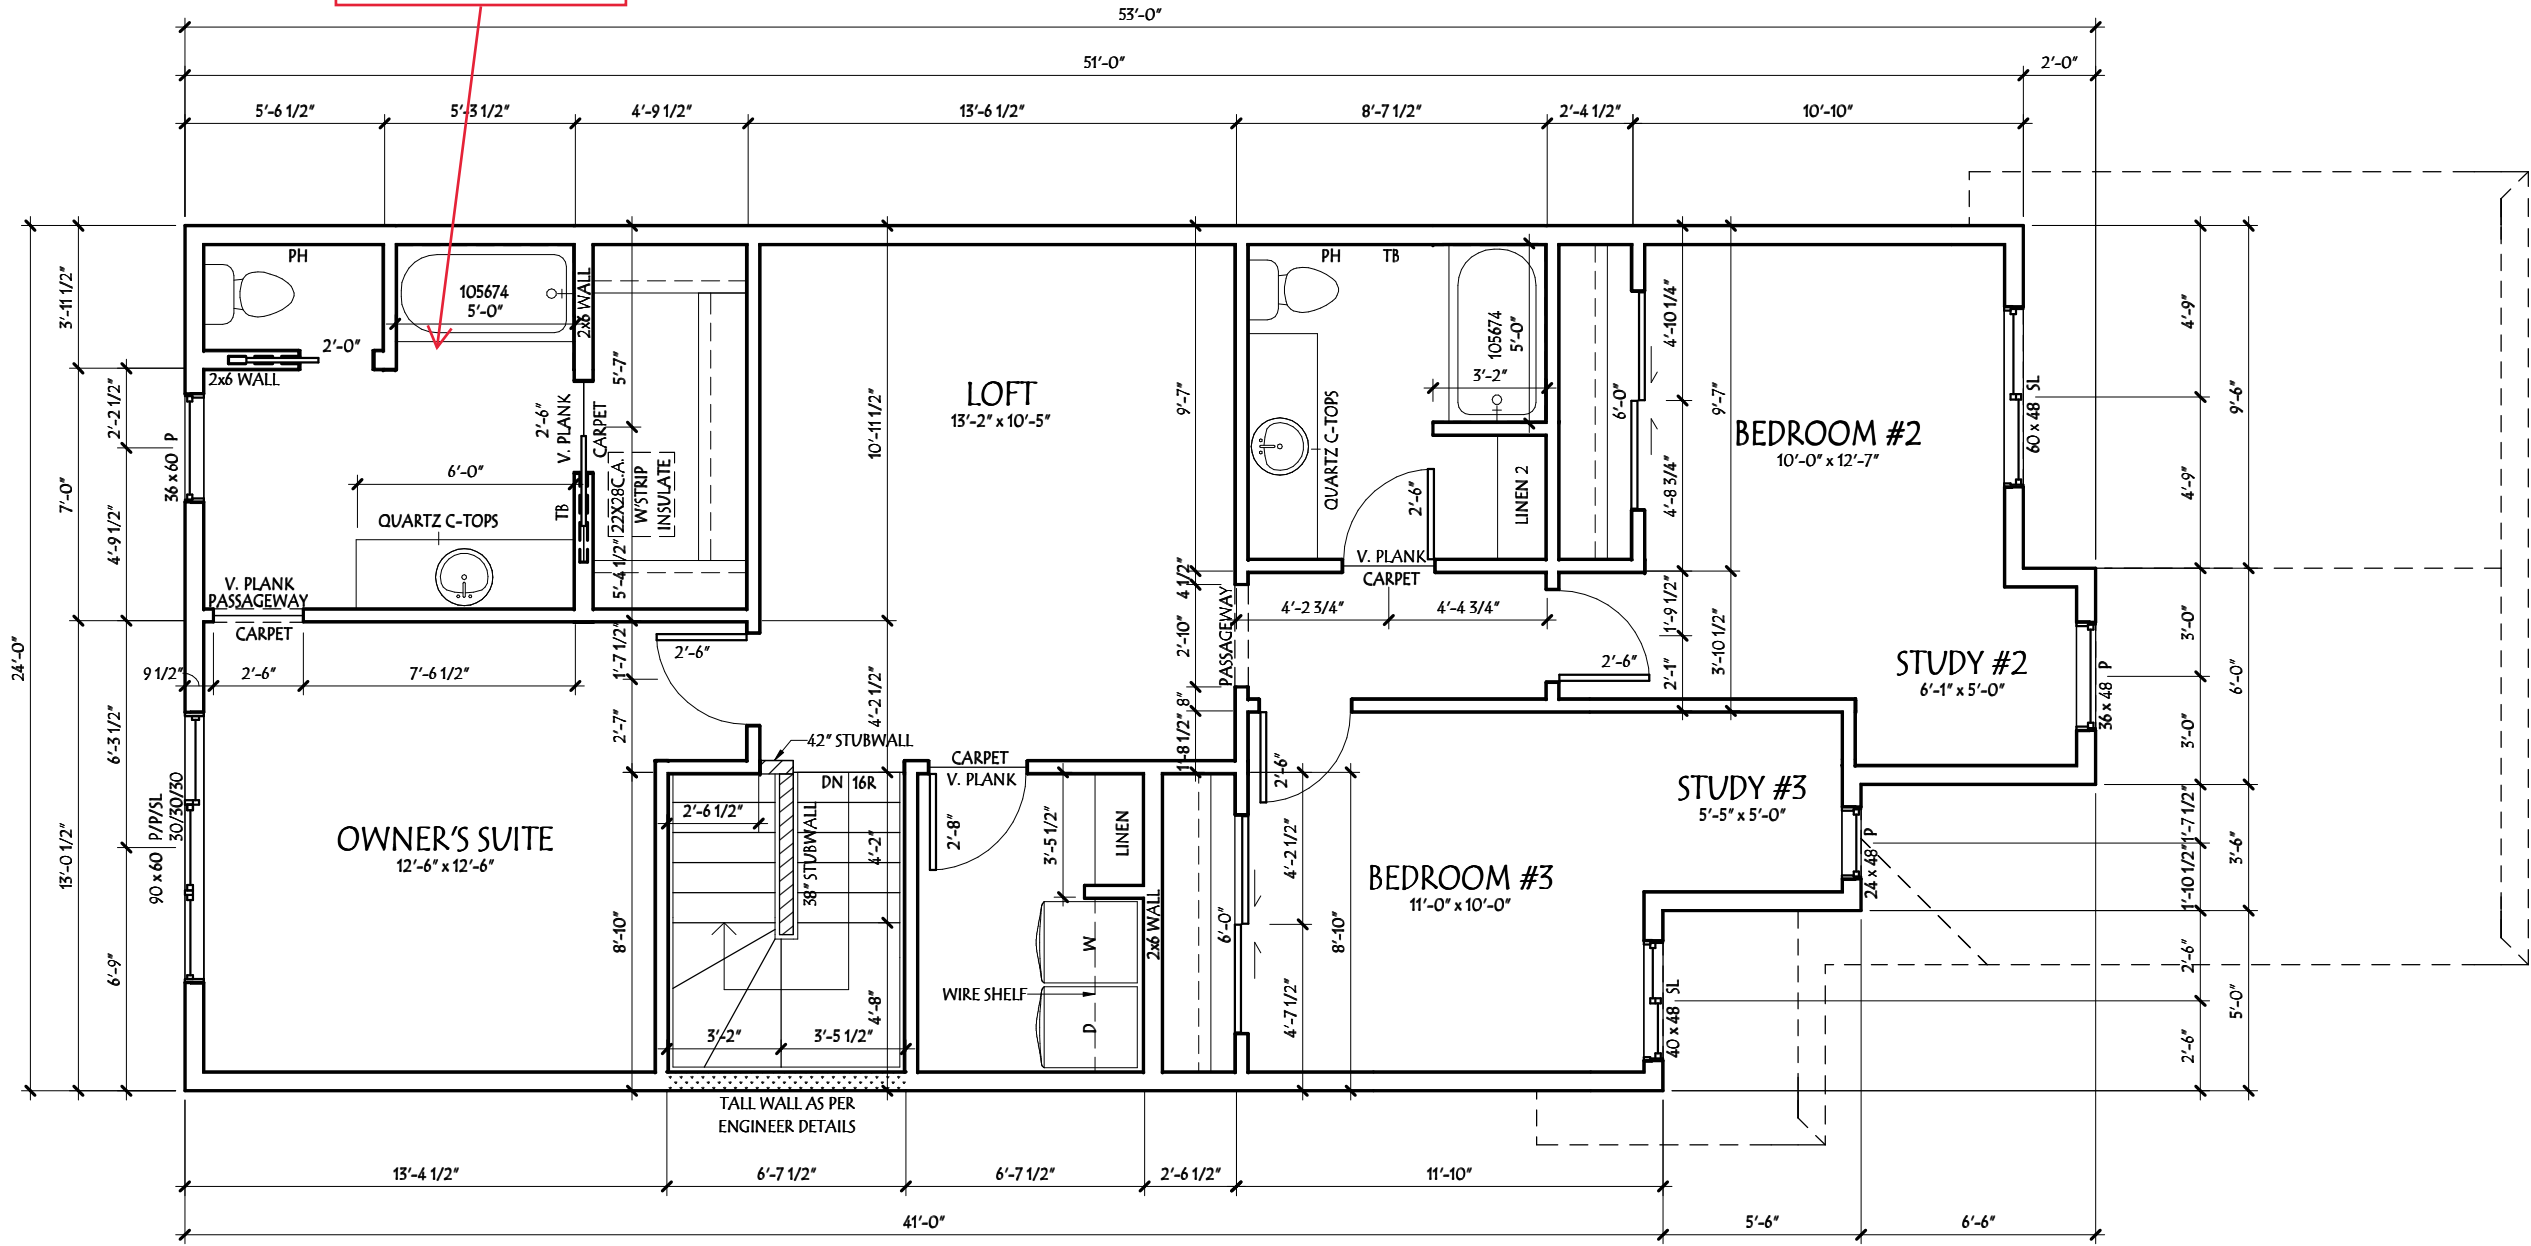 53'-0"
51'-0"
2'-0"
5'-6 1/2"
5'-3 1/2"
4'-9 1/2"
13'-6 1/2"
8'-7 1/2"
2'-4 1/2"
10'-10"
24'-0"
3'-11 1/2"
7'-0"
13'-0 1/2"
2'-2 1/2"
4'-9 1/2"
6'-3 1/2"
6'-9"
36 x 60 P
90 x 60 P/P/SL
30/30/30
PH
2'-0"
2x6 WALL
105674
5'-0"
2x6 WALL
2'-6"
V. PLANK
CARPET
6'-0"
QUARTZ C-TOPS
TB
22X28C.A.
W'STRIP
INSULATE
5'-7"
5'-4 1/2"
V. PLANK
PASSAGEWAY
CARPET
9 1/2"
2'-6"
7'-6 1/2"
1'-7 1/2"
2'-7"
8'-10"
2'-6"
OWNER'S SUITE
12'-6" x 12'-6"
LOFT
13'-2" x 10'-5"
10'-11 1/2"
4'-2 1/2"
4'-2"
4'-8"
42" STUBWALL
DN 16R
2'-6 1/2"
38" STUBWALL
3'-2"
3'-5 1/2"
TALL WALL AS PER
ENGINEER DETAILS
CARPET
V. PLANK
2'-8"
3'-5 1/2"
LINEN
W
D
WIRE SHELF
2x6 WALL
6'-0"
9'-7"
4 1/2"
2'-10"
8"
1'-8 1/2"
PASSAGEWAY
PH
TB
105674
5'-0"
3'-2"
QUARTZ C-TOPS
2'-6"
LINEN 2
V. PLANK
CARPET
4'-2 3/4"
4'-4 3/4"
6'-0"
4'-10 1/4"
4'-8 3/4"
9'-7"
1'-9 1/2"
2'-1"
3'-10 1/2"
2'-6"
BEDROOM #2
10'-0" x 12'-7"
60 x 48 SL
STUDY #2
6'-1" x 5'-0"
36 x 48 P
2'-6"
4'-2 1/2"
4'-7 1/2"
8'-10"
BEDROOM #3
11'-0" x 10'-0"
STUDY #3
5'-5" x 5'-0"
24 x 48 P
40 x 48 SL
4'-9"
4'-9"
3'-0"
3'-0"
1'-7 1/2"
1'-10 1/2"
2'-6"
2'-6"
9'-6"
6'-0"
3'-6"
5'-0"
13'-4 1/2"
6'-7 1/2"
6'-7 1/2"
2'-6 1/2"
11'-10"
41'-0"
5'-6"
6'-6"